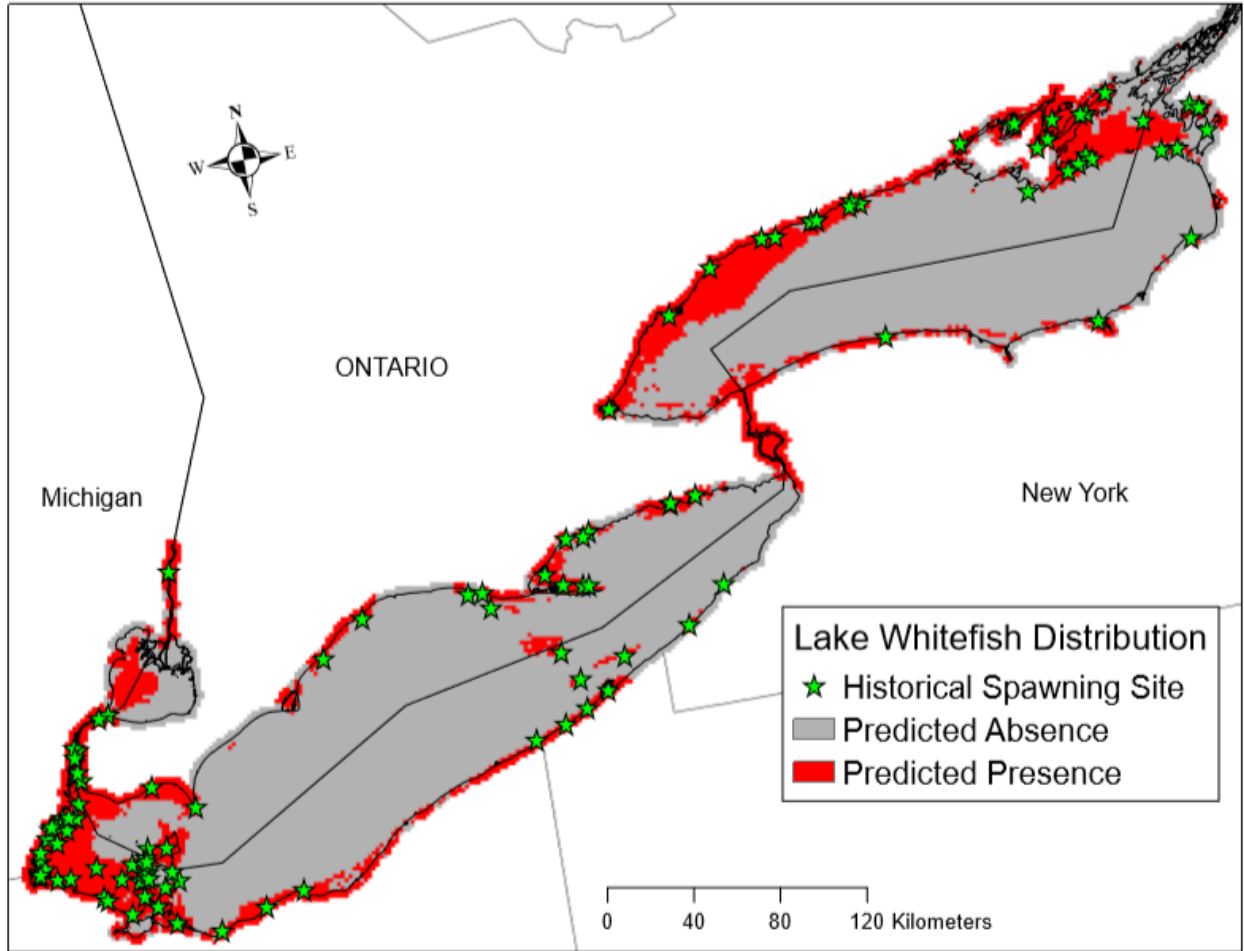 N
W E
S
ONTARIO
Michigan
New York
Lake Whitefish Distribution
Historical Spawning Site
Predicted Absence
Predicted Presence
0 40 80 120 Kilometers